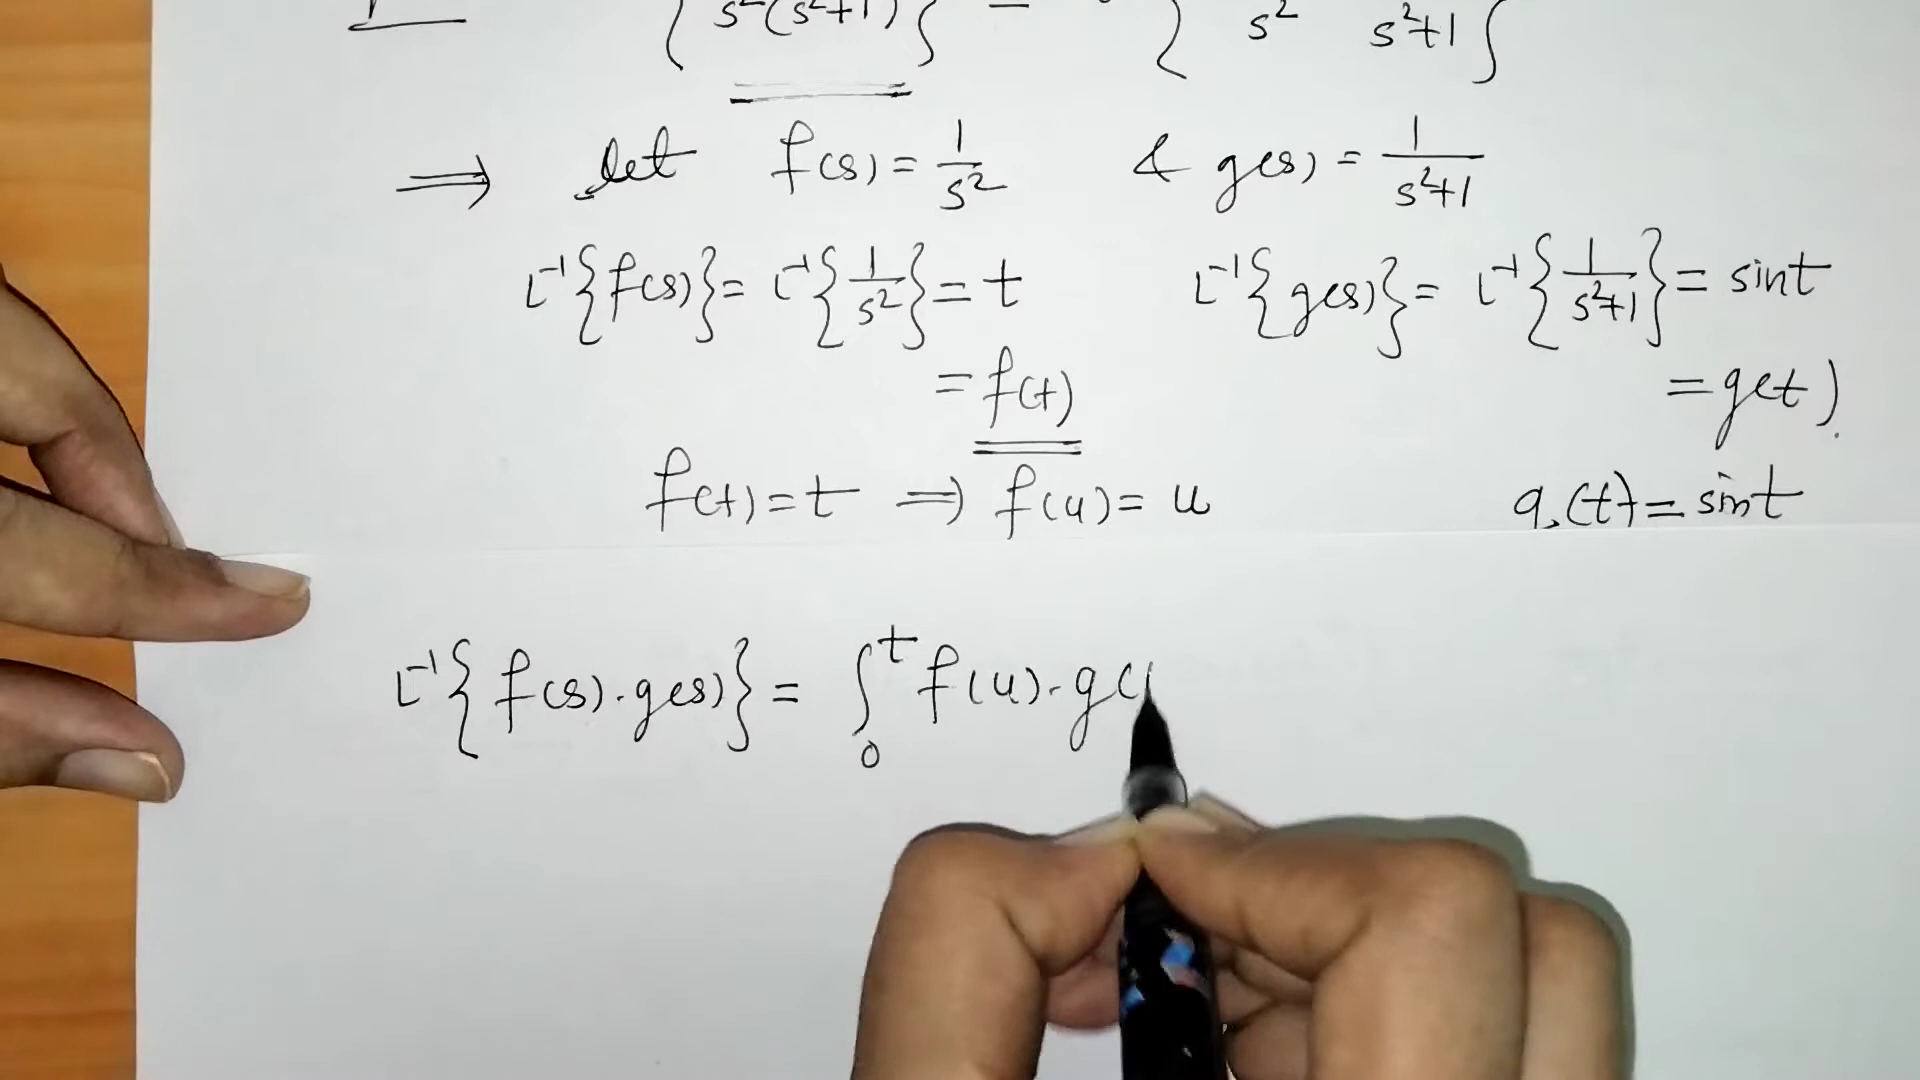 { s²(s²+1) } = { s² s²+1 }
⟹ let f(s) = 1/s² & g(s) = 1/(s²+1)
L⁻¹{f(s)} = L⁻¹{1/s²} = t L⁻¹{g(s)} = L⁻¹{1/(s²+1)} = sint
= f(t) = g(t).
f(t) = t ⟹ f(u) = u g(t) = sint
L⁻¹{f(s).g(s)} = ∫₀ᵗ f(u).g(